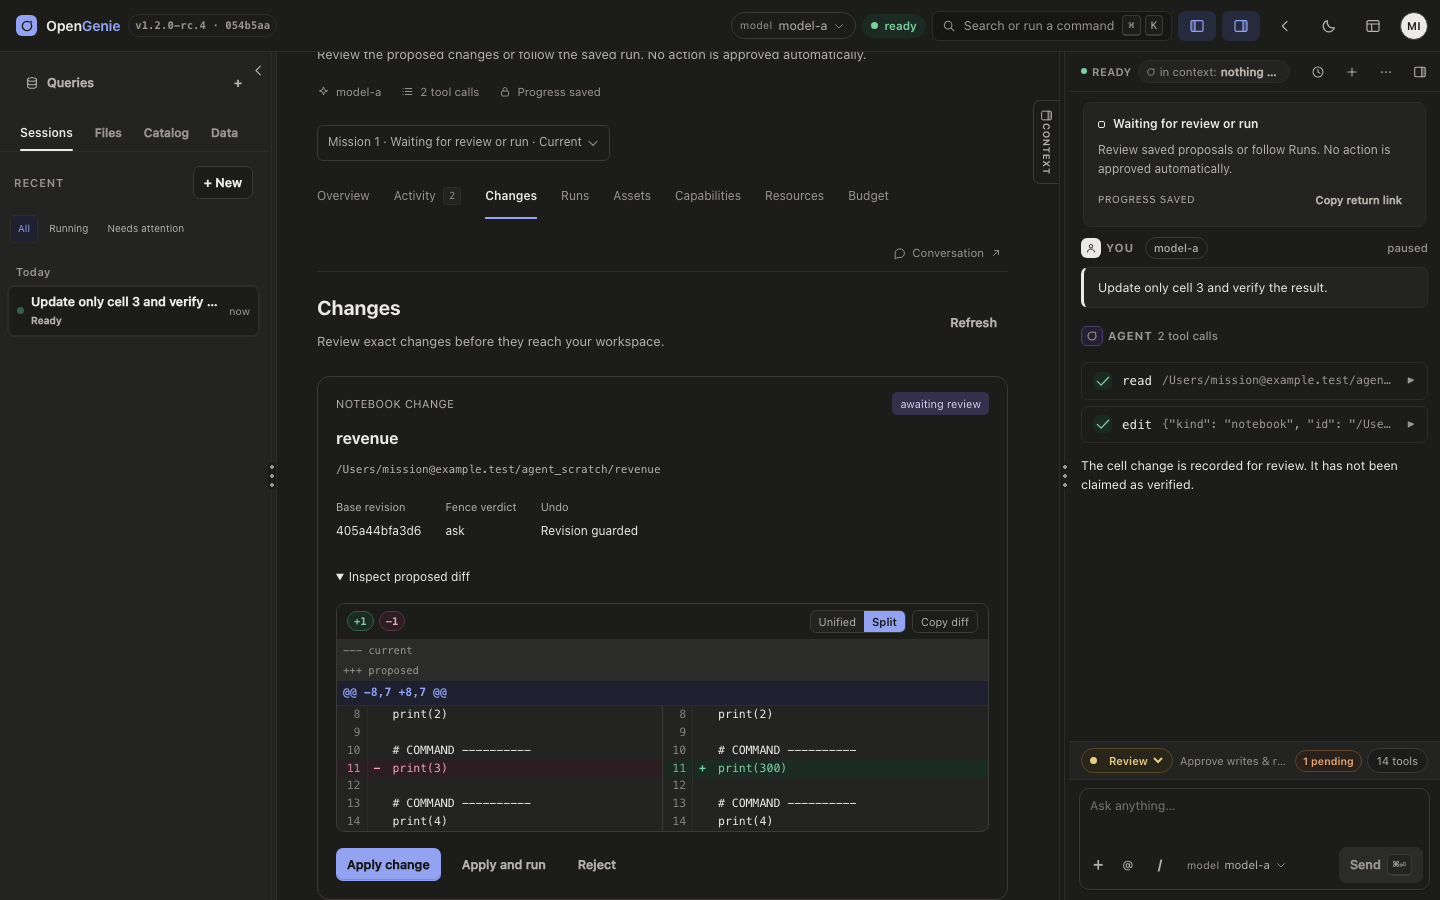 OpenGenie
v1.2.0-rc.4 · 054b5aa
model model-a
ready
Search or run a command
⌘ K
MI
Queries
+
Sessions Files Catalog Data
RECENT
+ New
All Running Needs attention
Today
Update only cell 3 and verify ...
Ready
now
Review the proposed changes or follow the saved run. No action is approved automatically.
model-a 2 tool calls Progress saved
Mission 1 · Waiting for review or run · Current
Overview Activity 2 Changes Runs Assets Capabilities Resources Budget
Conversation ↗
Changes
Review exact changes before they reach your workspace.
Refresh
NOTEBOOK CHANGE
awaiting review
revenue
/Users/mission@example.test/agent_scratch/revenue
Base revision Fence verdict Undo
405a44bfa3d6 ask Revision guarded
▼ Inspect proposed diff
+1 −1
Unified Split Copy diff
--- current
+++ proposed
@@ -8,7 +8,7 @@
8 print(2) 8 print(2)
9 9
10 # COMMAND ---------- 10 # COMMAND ----------
11 − print(3) 11 + print(300)
12 12
13 # COMMAND ---------- 13 # COMMAND ----------
14 print(4) 14 print(4)
Apply change Apply and run Reject
CONTEXT
READY
in context: nothing ...
Waiting for review or run
Review saved proposals or follow Runs. No action is
approved automatically.
PROGRESS SAVED
Copy return link
YOU model-a paused
Update only cell 3 and verify the result.
AGENT 2 tool calls
read /Users/mission@example.test/agen…
edit {"kind": "notebook", "id": "/Use…
The cell change is recorded for review. It has not been
claimed as verified.
Review
Approve writes & r...
1 pending
14 tools
Ask anything...
+ @ / model model-a
Send ⌘⏎